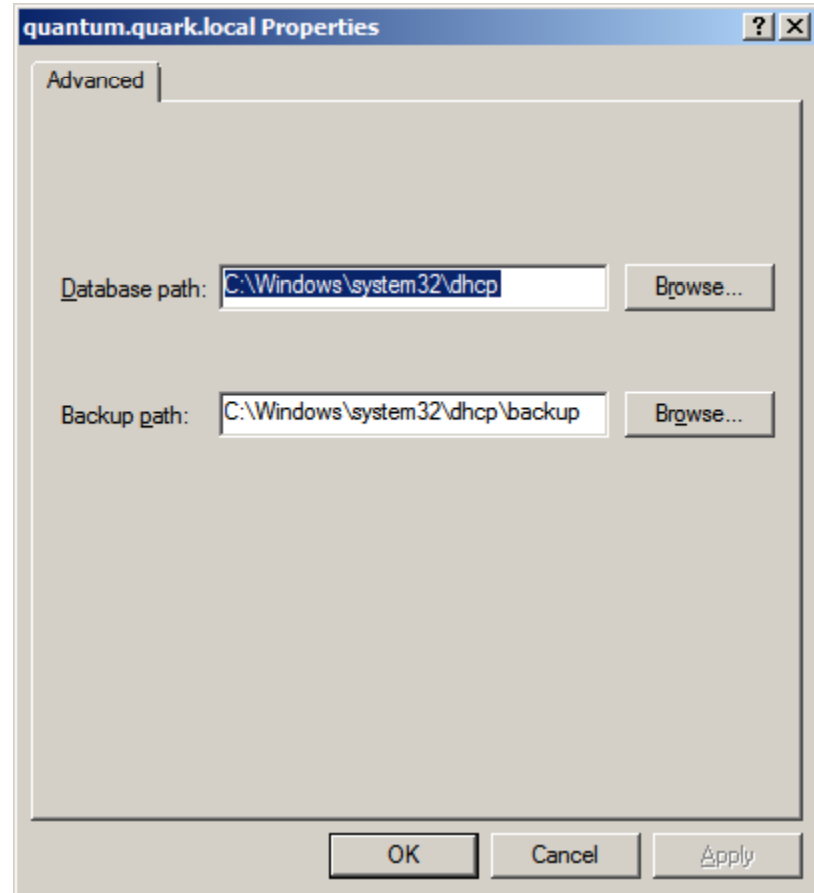 quantum.quark.local Properties
Advanced
Database path: C:\Windows\system32\dhcp Browse...
Backup path: C:\Windows\system32\dhcp\backup Browse...
OK Cancel Apply